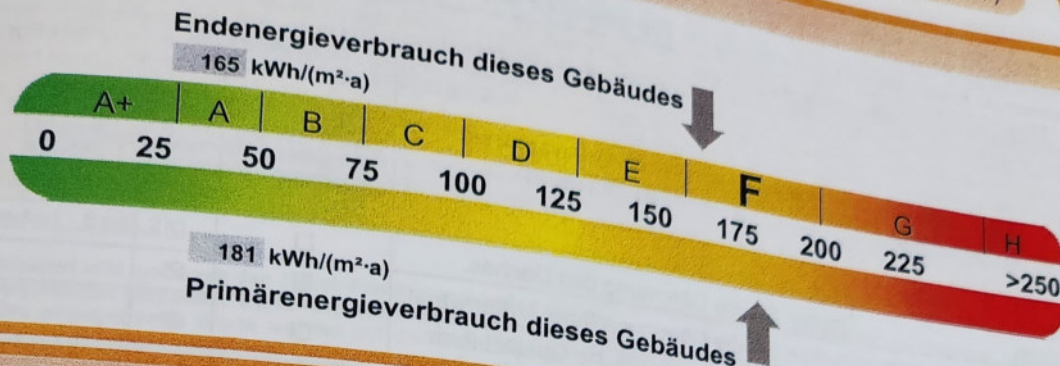 Endenergieverbrauch dieses Gebäudes
165 kWh/(m²·a)
A+ A B C D E F G H
0 25 50 75 100 125 150 175 200 225 >250
181 kWh/(m²·a)
Primärenergieverbrauch dieses Gebäudes